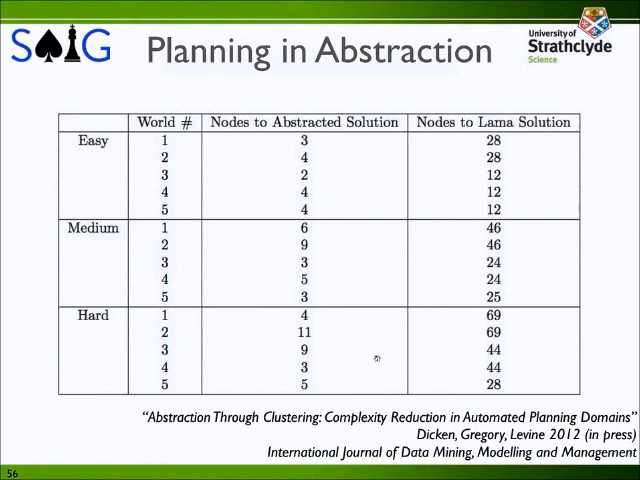 SAIG
Planning in Abstraction
University of
Strathclyde
Science
World # Nodes to Abstracted Solution Nodes to Lama Solution
Easy 1 3 28
2 4 28
3 2 12
4 4 12
5 4 12
Medium 1 6 46
2 9 46
3 3 24
4 5 24
5 3 25
Hard 1 4 69
2 11 69
3 9 44
4 3 44
5 5 28
“Abstraction Through Clustering: Complexity Reduction in Automated Planning Domains”
Dicken, Gregory, Levine 2012 (in press)
International Journal of Data Mining, Modelling and Management
56